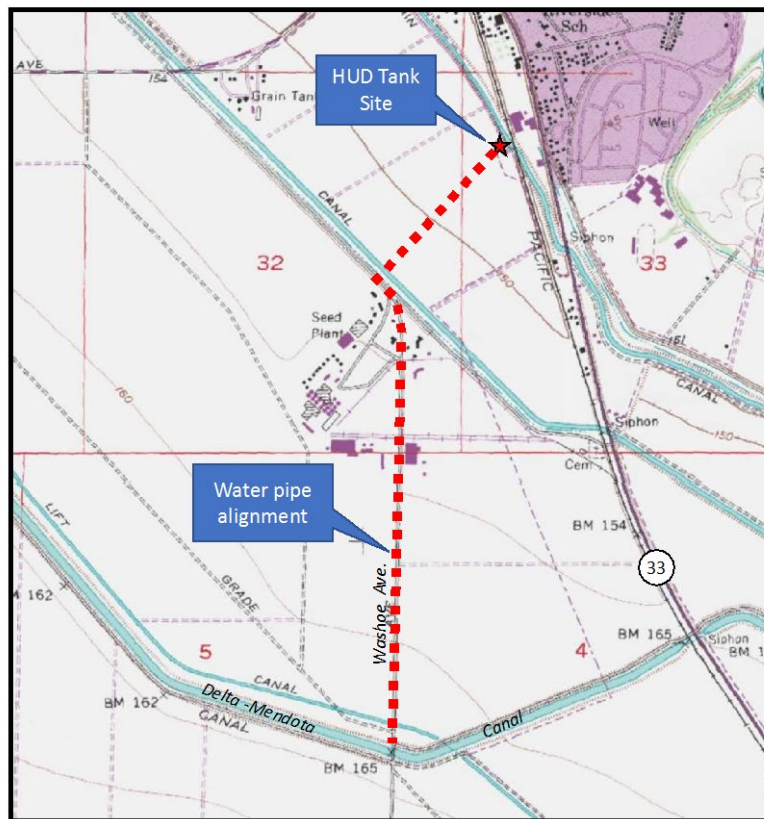 Riverside
Sch
MAIN
HUD Tank
Site
AVE
154
Grain Tank
Well
CANAL
Siphon
32
PACIFIC
33
150
Seed
Plant
151
CANAL
160
Siphon
150
Cem
Water pipe
alignment
BM 154
LIFT
33
GRADE
Washoe Ave.
M 162
BM 165
Siphon
BM 1
5
4
CANAL
BM 162
Delta -Mendota
Canal
CANAL
BM 165